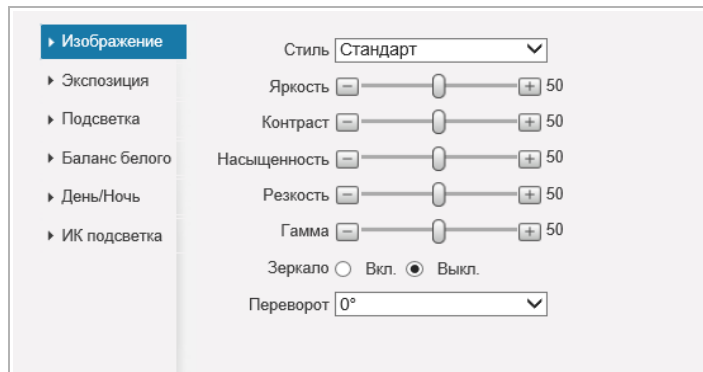 Изображение
Экспозиция
Подсветка
Баланс белого
День/Ночь
ИК подсветка
Стиль Стандарт
Яркость 50
Контраст 50
Насыщенность 50
Резкость 50
Гамма 50
Зеркало Вкл. Выкл.
Переворот 0°